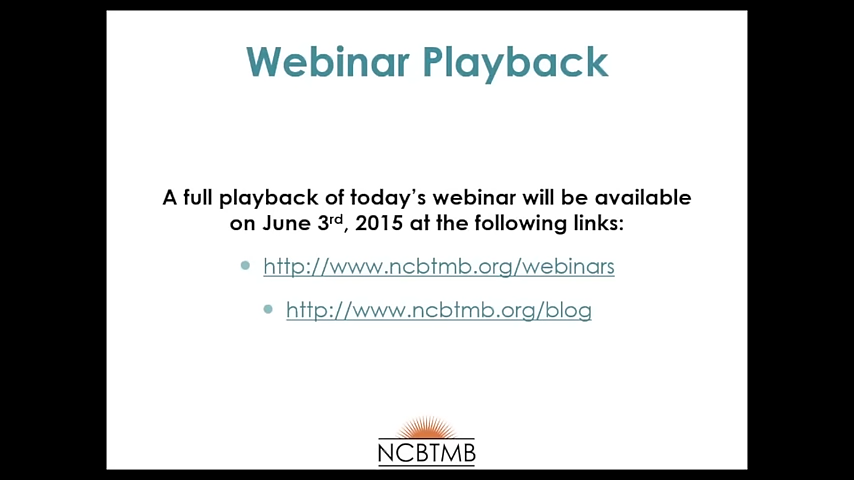 Webinar Playback
A full playback of today's webinar will be available
on June 3rd, 2015 at the following links:
http://www.ncbtmb.org/webinars
http://www.ncbtmb.org/blog
NCBTMB